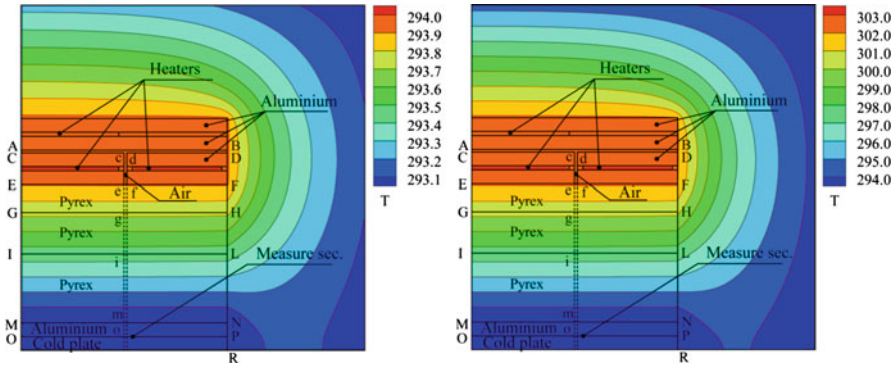 Heaters
Aluminium
A
B
C
c
d
D
E
e
f
F
Pyrex
Air
G
g
H
Pyrex
I
i
L
Measure sec.
Pyrex
m
M
N
Aluminium
o
O
P
Cold plate
R
294.0
293.9
293.8
293.7
293.6
293.5
293.4
293.3
293.2
293.1
T
Heaters
Aluminium
A
B
C
c
d
D
E
e
f
F
Pyrex
Air
G
g
H
Pyrex
I
i
L
Measure sec.
Pyrex
m
M
N
Aluminium
o
O
P
Cold plate
R
303.0
302.0
301.0
300.0
299.0
298.0
297.0
296.0
295.0
294.0
T